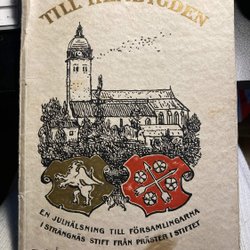 TILL HEMBYGDEN
EN JULHÄLSNING TILL FÖRSAMLINGARNA
I STRÄNGNÄS STIFT FRÅN PRÄSTER I STIFTET